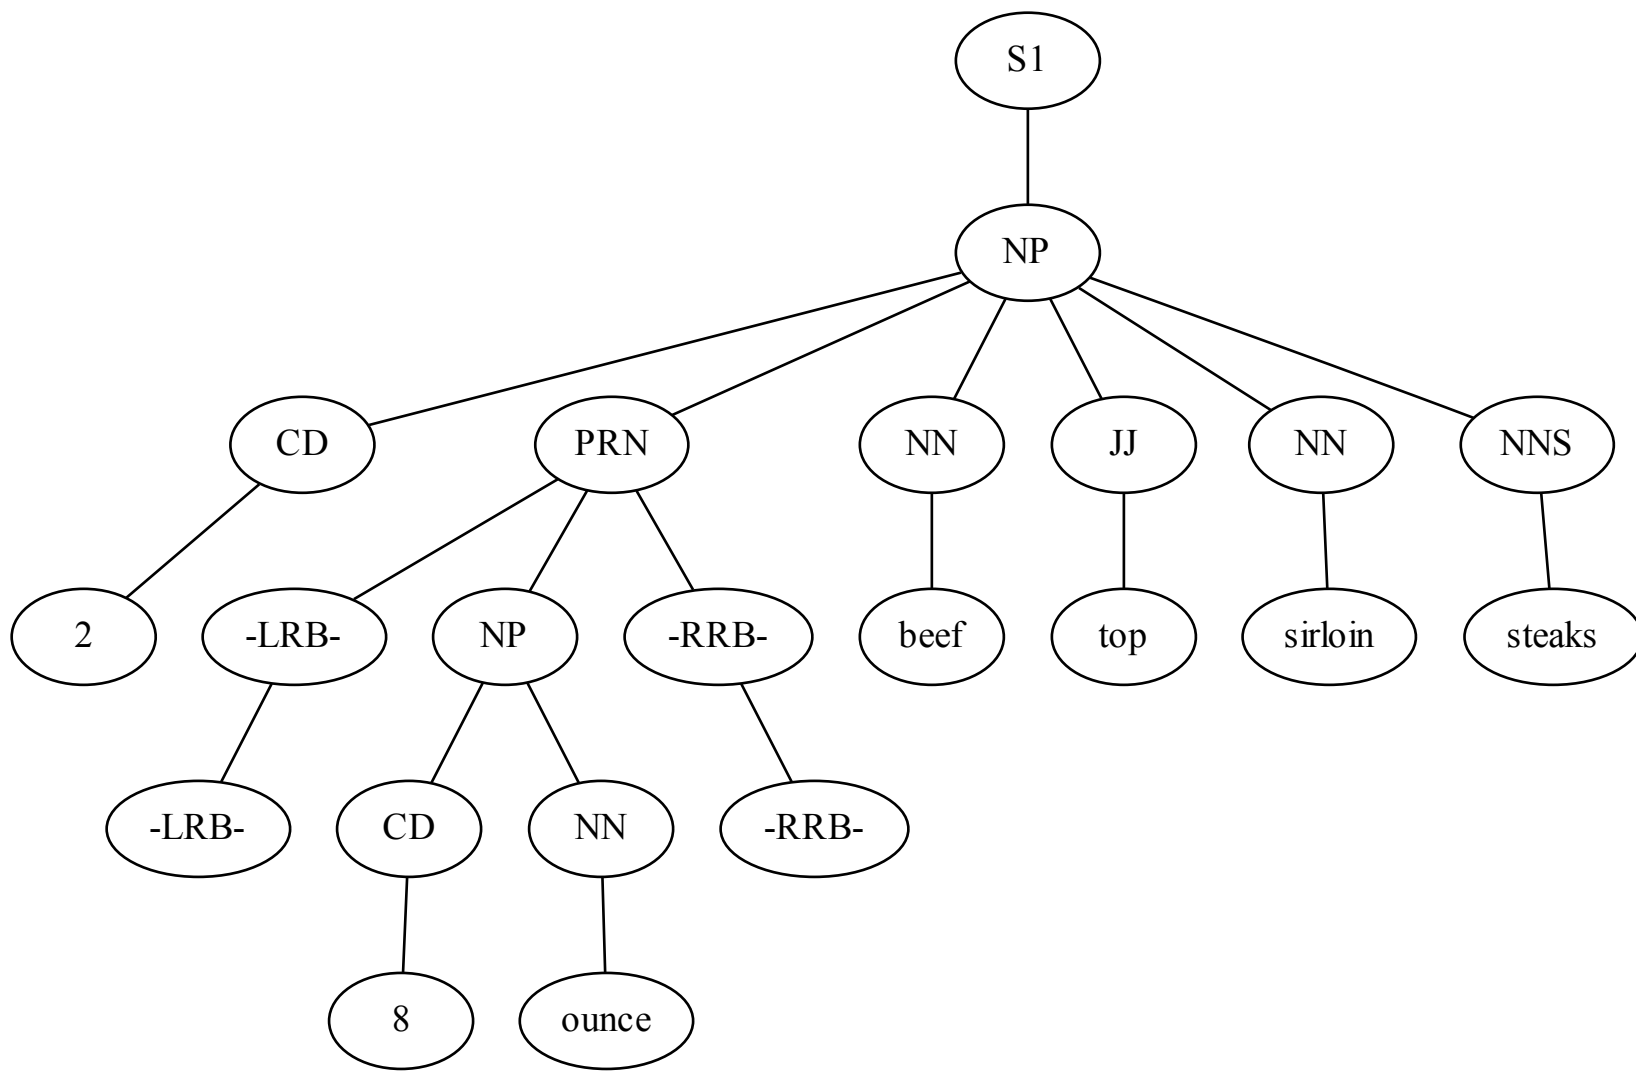 S1
NP
CD PRN NN JJ NN NNS
2 -LRB- NP -RRB- beef top sirloin steaks
-LRB- CD NN -RRB-
8 ounce